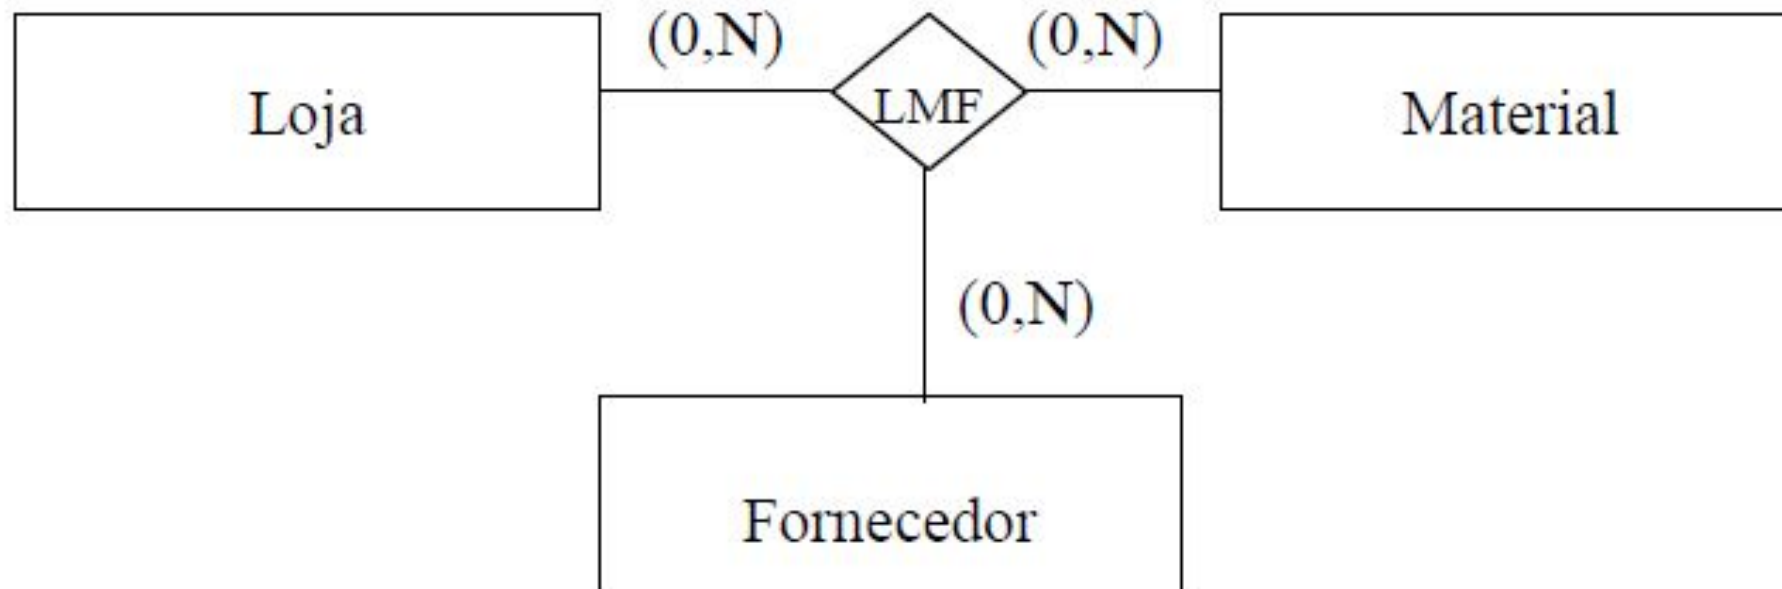 (0,N)
(0,N)
Loja
LMF
Material
(0,N)
Fornecedor